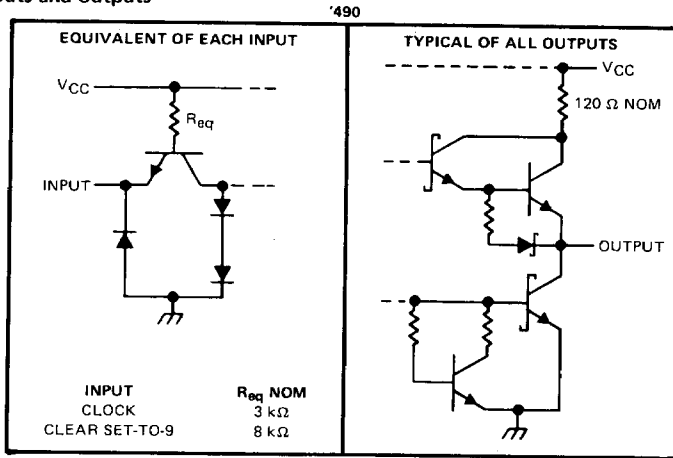 '490
EQUIVALENT OF EACH INPUT
VCC
Req
INPUT
INPUT Req NOM
CLOCK 3 kΩ
CLEAR SET-TO-9 8 kΩ
TYPICAL OF ALL OUTPUTS
VCC
120 Ω NOM
OUTPUT